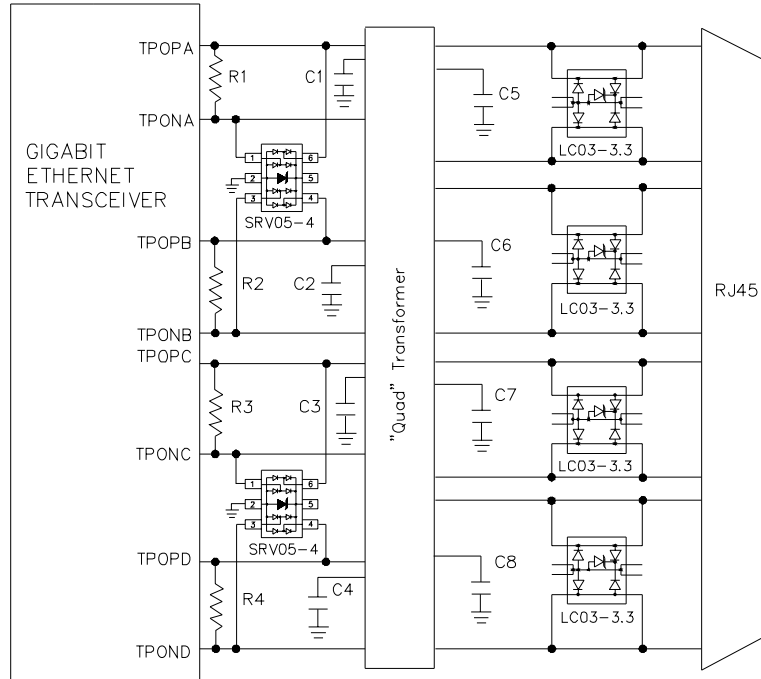 TPOPA
R1
C1
C5
LC03-3.3
TPONA
GIGABIT
ETHERNET
TRANSCEIVER
1
6
2
5
3
4
SRV05-4
TPOPB
R2
C2
C6
LC03-3.3
"Quad" Transformer
RJ45
TPONB
TPOPC
R3
C3
C7
LC03-3.3
TPONC
1
6
2
5
3
4
SRV05-4
TPOPD
R4
C4
C8
LC03-3.3
TPOND